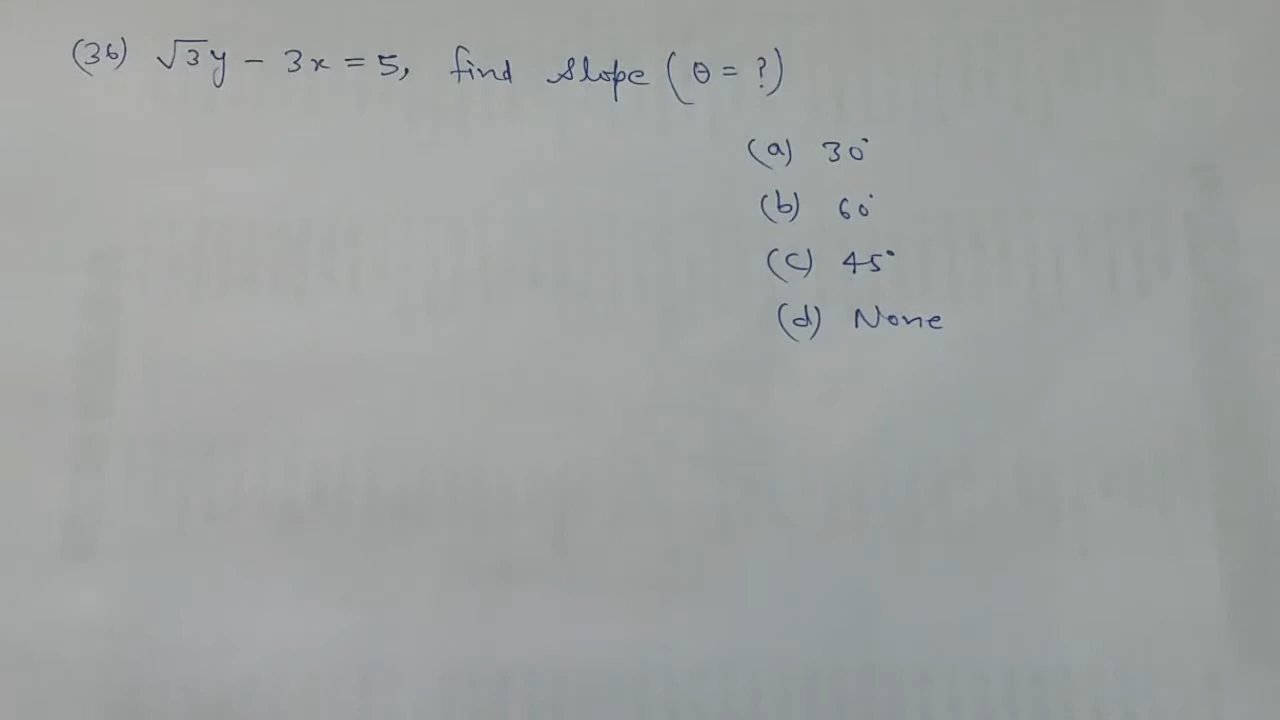 (36) √3y - 3x = 5, find slope (θ = ?)
(a) 30°
(b) 60°
(c) 45°
(d) None